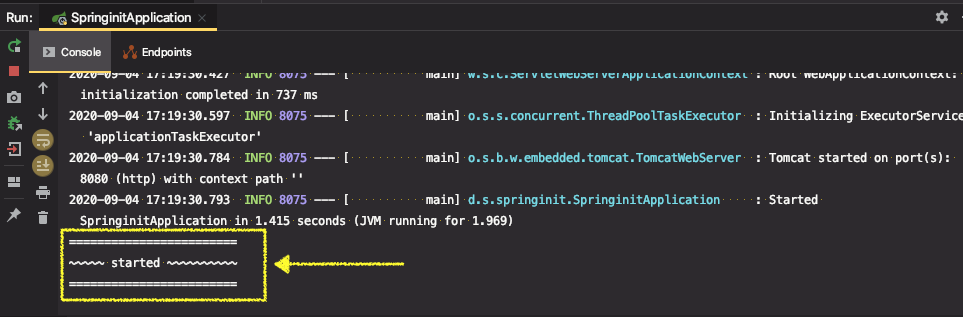 Run: SpringinitApplication ×
Console Endpoints
2020-09-04 17:19:30.427 INFO 8075 --- [ main] w.s.c.ServletWebServerApplicationContext : Root WebApplicationContext:
initialization completed in 737 ms
2020-09-04 17:19:30.597 INFO 8075 --- [ main] o.s.s.concurrent.ThreadPoolTaskExecutor : Initializing ExecutorService
'applicationTaskExecutor'
2020-09-04 17:19:30.784 INFO 8075 --- [ main] o.s.b.w.embedded.tomcat.TomcatWebServer : Tomcat started on port(s):
8080 (http) with context path ''
2020-09-04 17:19:30.793 INFO 8075 --- [ main] d.s.springinit.SpringinitApplication : Started
SpringinitApplication in 1.415 seconds (JVM running for 1.969)
========================
~~~~~ started ~~~~~~~~~~
========================